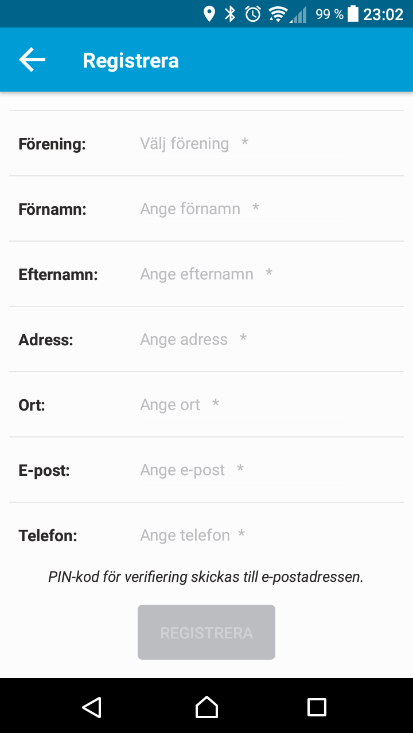 99 % 23:02
Registrera
Förening: Välj förening *
Förnamn: Ange förnamn *
Efternamn: Ange efternamn *
Adress: Ange adress *
Ort: Ange ort *
E-post: Ange e-post *
Telefon: Ange telefon *
PIN-kod för verifiering skickas till e-postadressen.
REGISTRERA